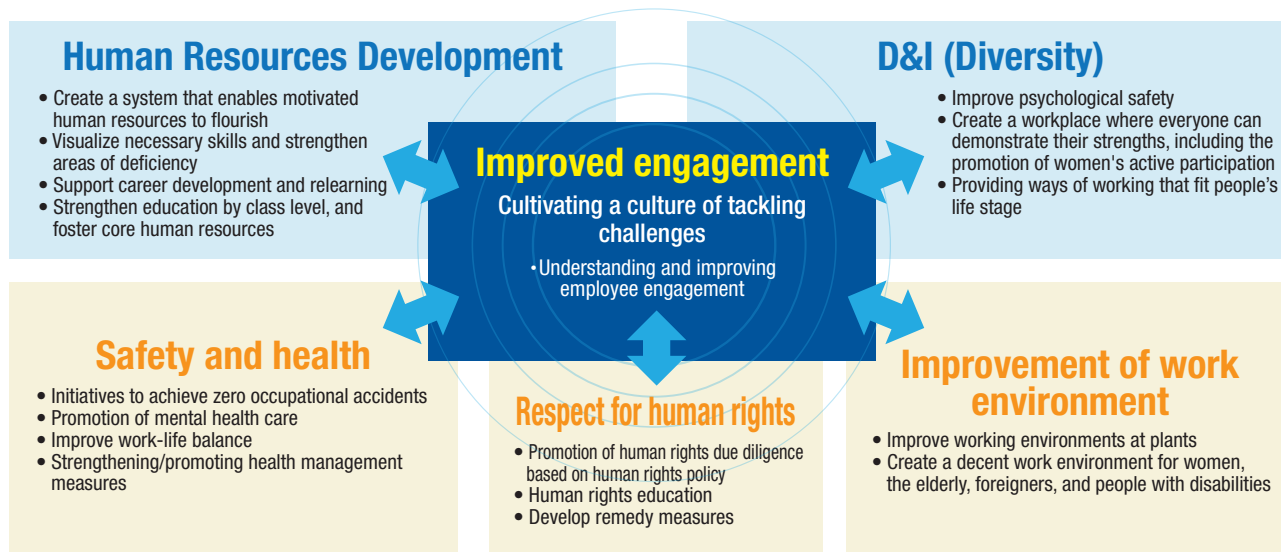 Human Resources Development
• Create a system that enables motivated
human resources to flourish
• Visualize necessary skills and strengthen
areas of deficiency
• Support career development and relearning
• Strengthen education by class level, and
foster core human resources
D&I (Diversity)
• Improve psychological safety
• Create a workplace where everyone can
demonstrate their strengths, including the
promotion of women's active participation
• Providing ways of working that fit people’s
life stage
Improved engagement
Cultivating a culture of tackling
challenges
・Understanding and improving
employee engagement
Safety and health
• Initiatives to achieve zero occupational accidents
• Promotion of mental health care
• Improve work-life balance
• Strengthening/promoting health management
measures
Respect for human rights
• Promotion of human rights due diligence
based on human rights policy
• Human rights education
• Develop remedy measures
Improvement of work
environment
• Improve working environments at plants
• Create a decent work environment for women,
the elderly, foreigners, and people with disabilities